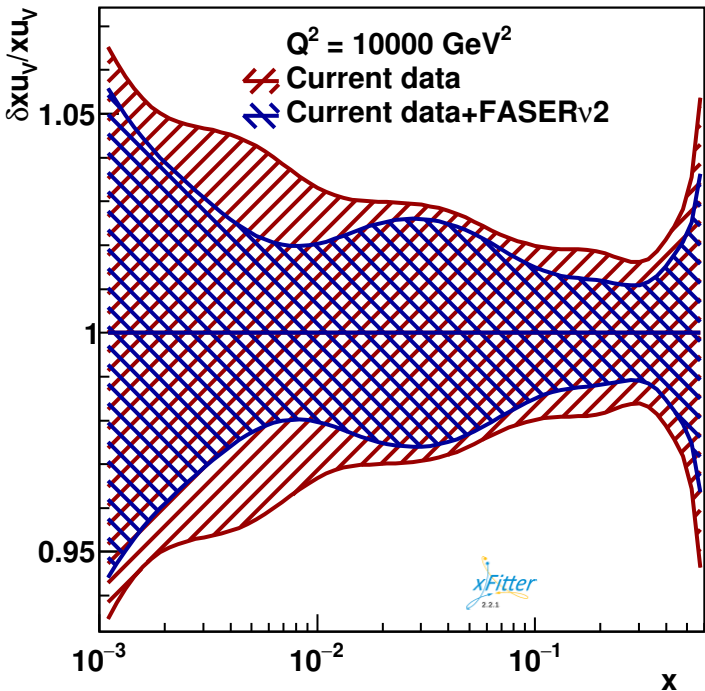 δxu_V/xu_V
Q² = 10000 GeV²
Current data
Current data+FASERν2
1.05
1
0.95
xFitter
2.2.1
10⁻³
10⁻²
10⁻¹
x